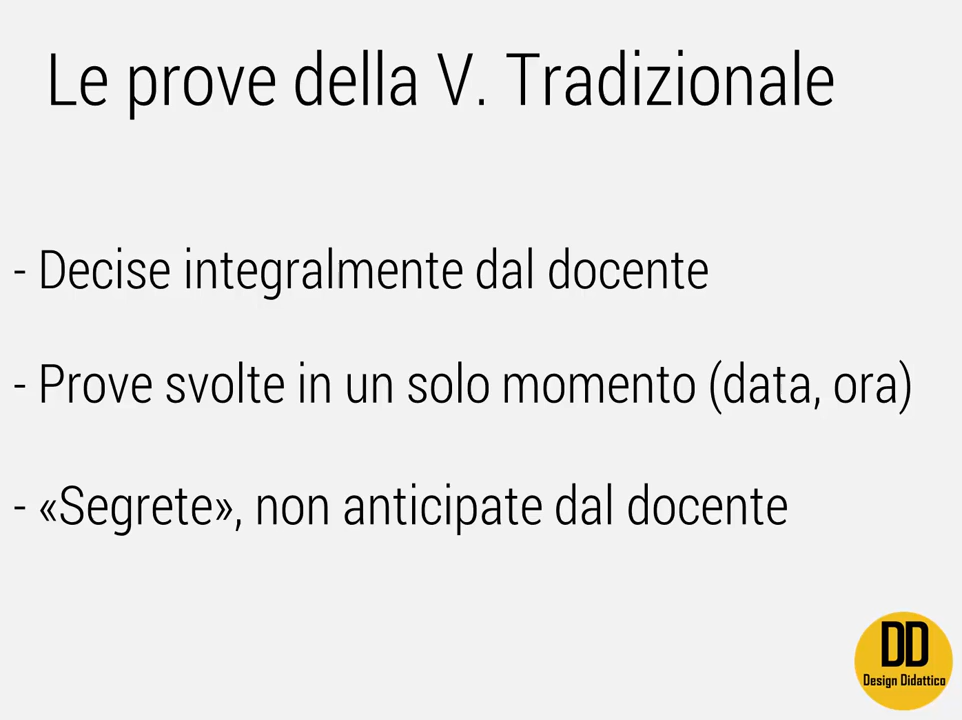 Le prove della V. Tradizionale
- Decise integralmente dal docente
- Prove svolte in un solo momento (data, ora)
- «Segrete», non anticipate dal docente
DD
Design Didattico